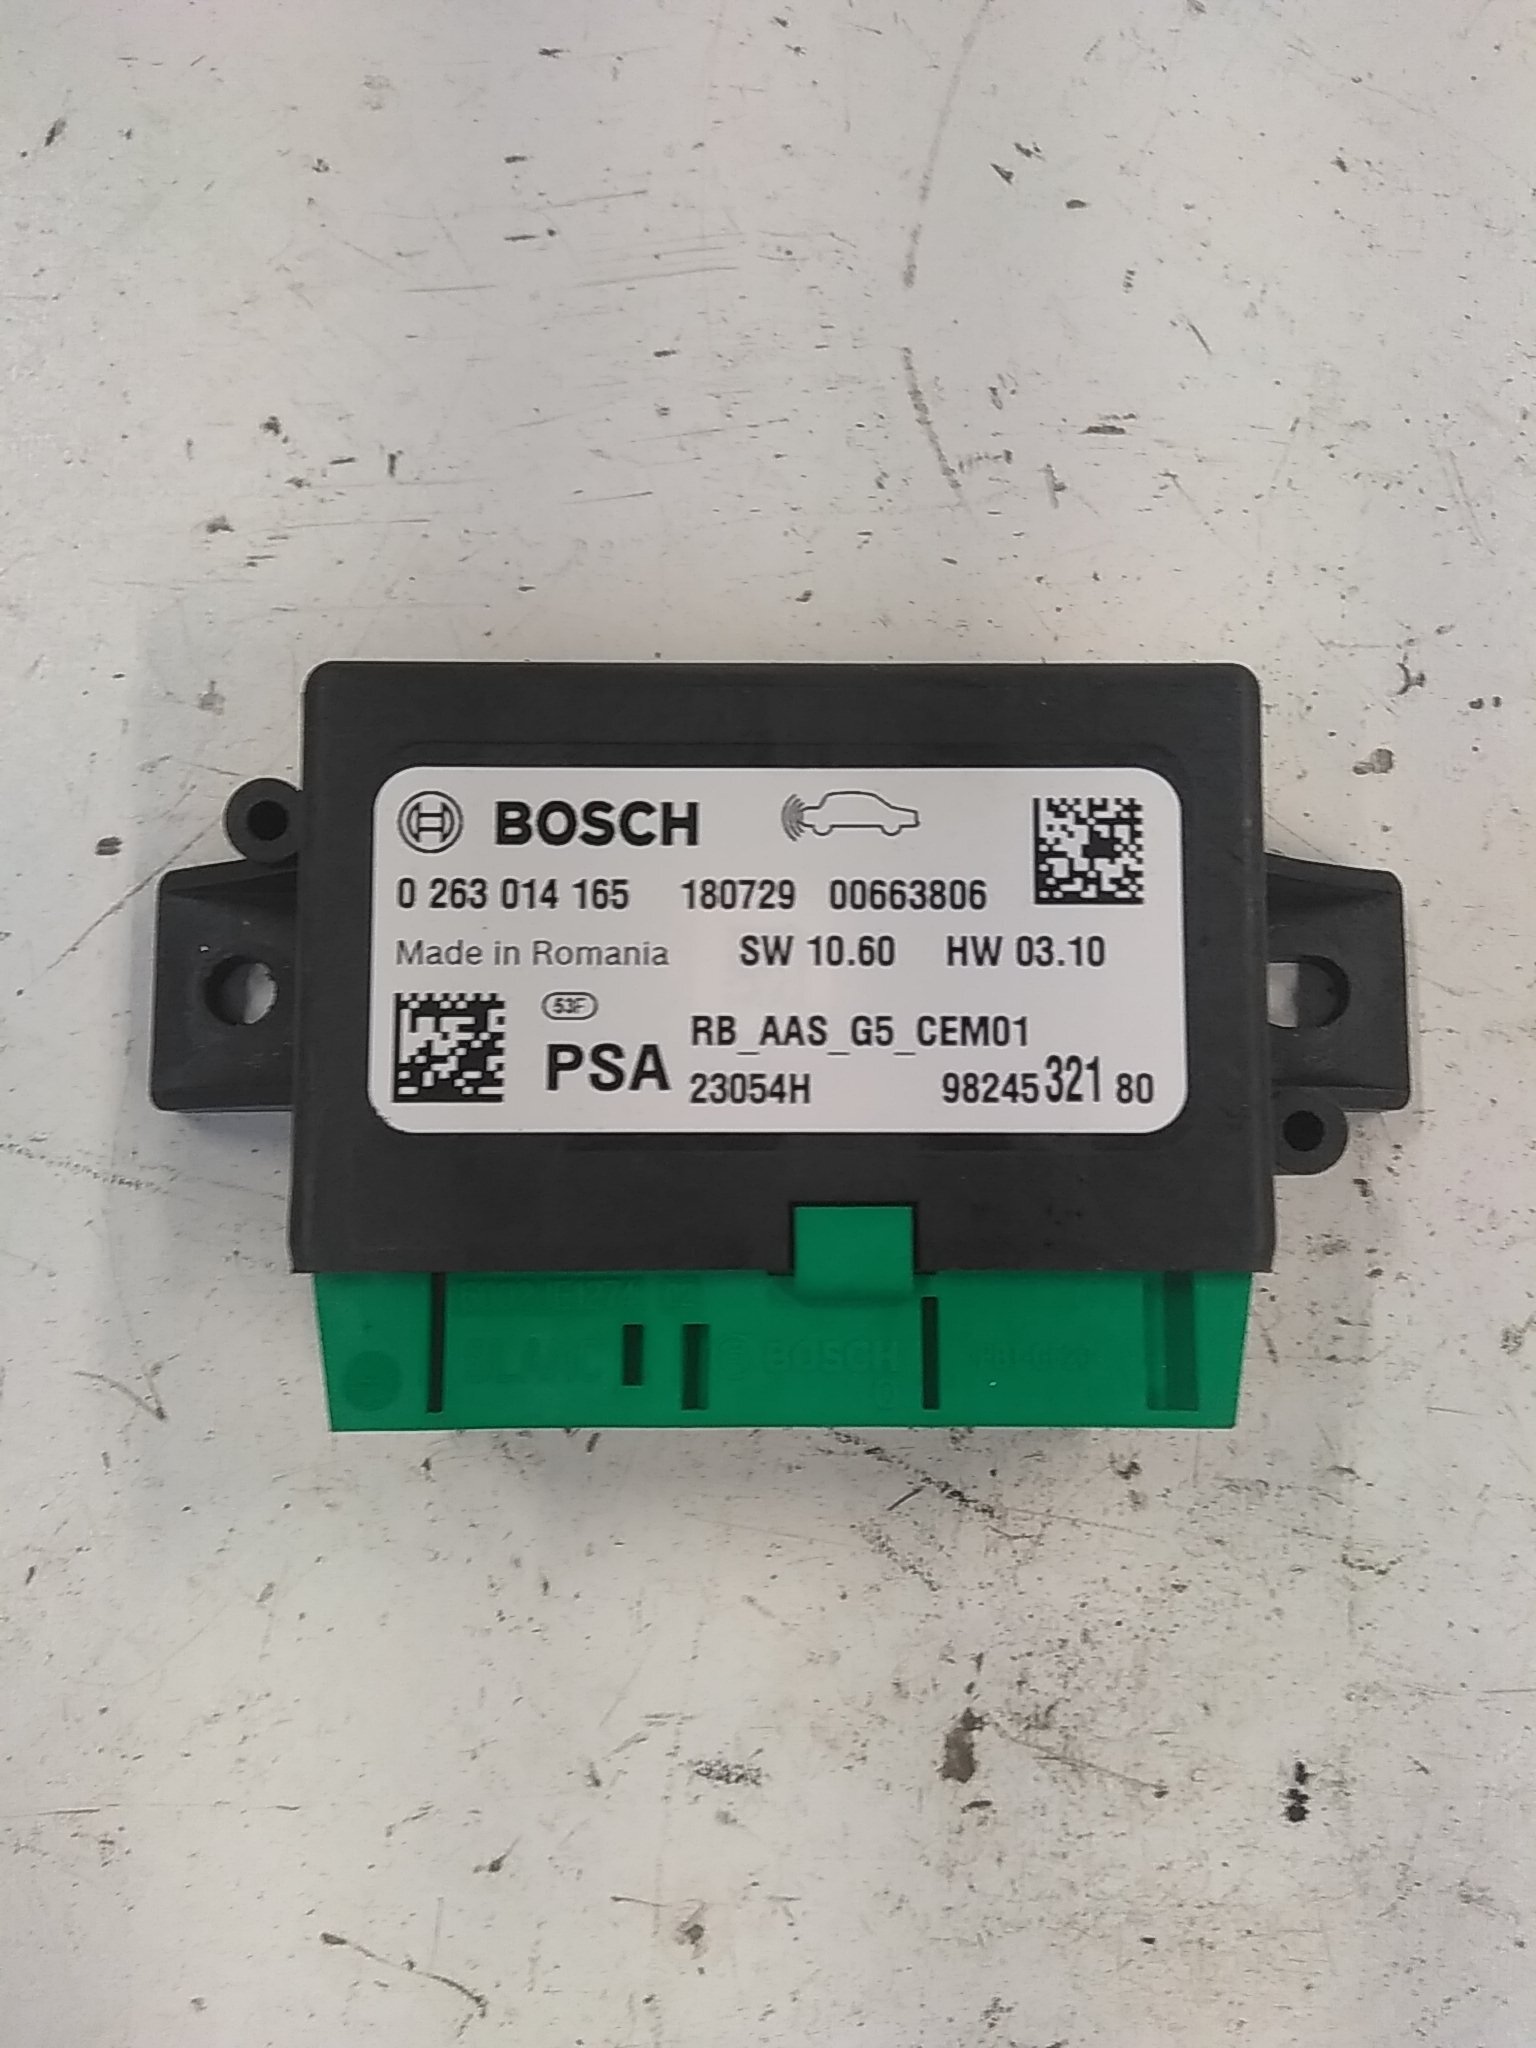 BOSCH
0 263 014 165 180729 00663806
Made in Romania SW 10.60 HW 03.10
53F
PSA RB_AAS_G5_CEM01
23054H 98245 321 80
BOSCH